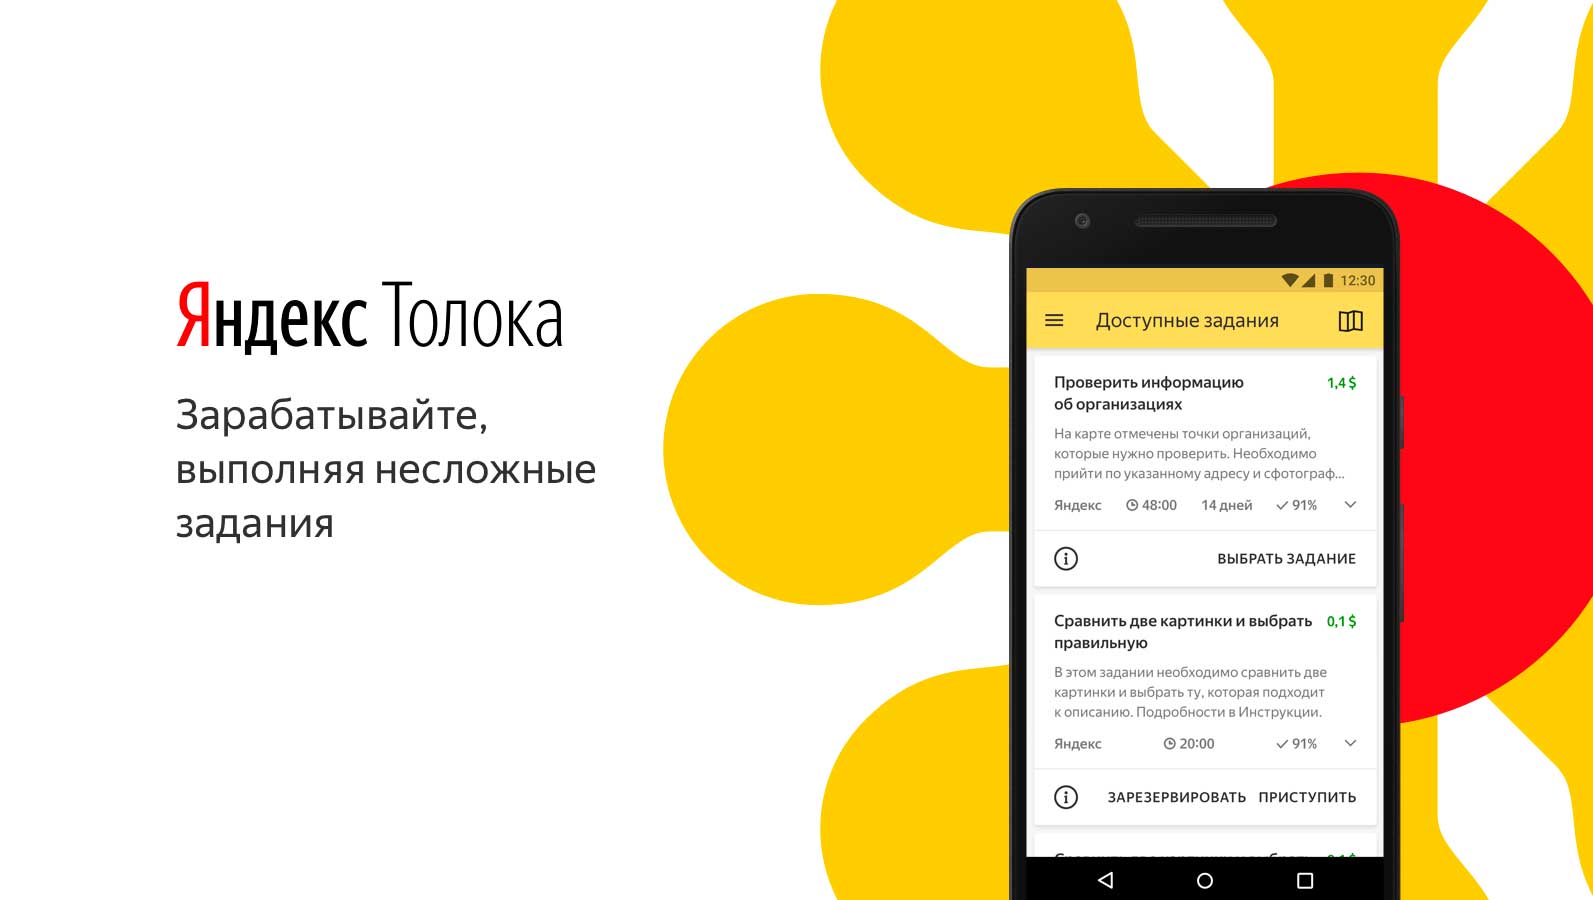 Яндекс Толока
Зарабатывайте,
выполняя несложные
задания
12:30
Доступные задания
Проверить информацию
об организациях
1,4 $
На карте отмечены точки организаций,
которые нужно проверить. Необходимо
прийти по указанному адресу и сфотограф...
Яндекс 48:00 14 дней 91%
ВЫБРАТЬ ЗАДАНИЕ
Сравнить две картинки и выбрать
правильную
0,1 $
В этом задании необходимо сравнить две
картинки и выбрать ту, которая подходит
к описанию. Подробности в Инструкции.
Яндекс 20:00 91%
ЗАРЕЗЕРВИРОВАТЬ ПРИСТУПИТЬ